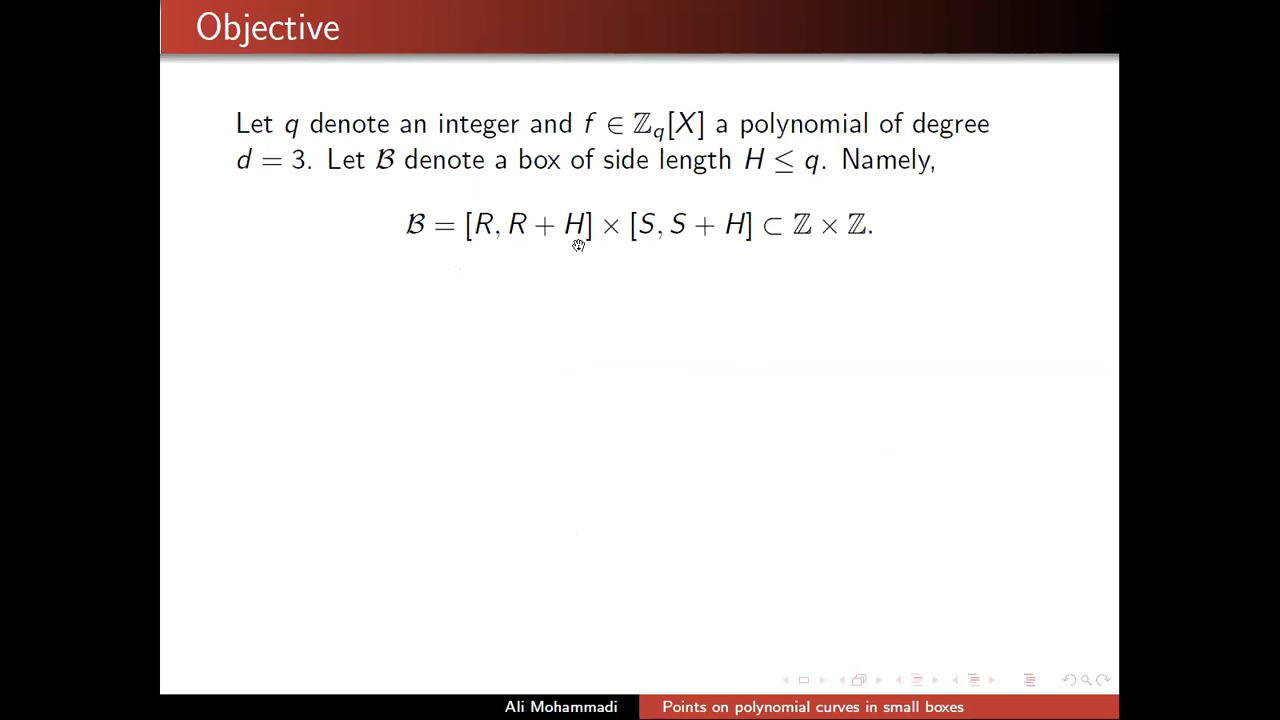 Objective
Let q denote an integer and f ∈ ℤ_q[X] a polynomial of degree
d = 3. Let ℬ denote a box of side length H ≤ q. Namely,
ℬ = [R, R + H] × [S, S + H] ⊂ ℤ × ℤ.
Ali Mohammadi Points on polynomial curves in small boxes